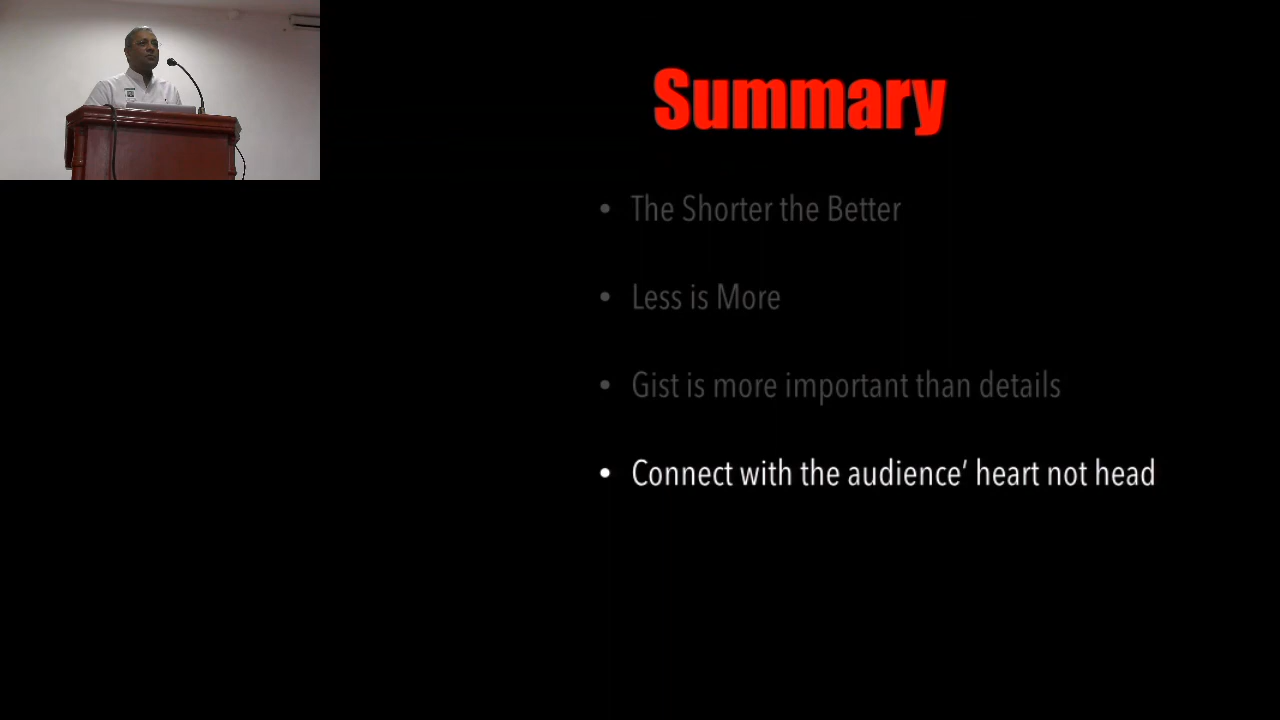 Summary
• The Shorter the Better
• Less is More
• Gist is more important than details
• Connect with the audience’ heart not head